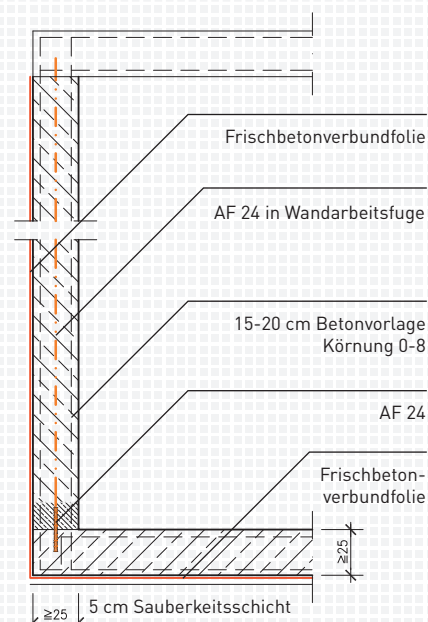 Frischbetonverbundfolie
AF 24 in Wandarbeitsfuge
15-20 cm Betonvorlage
Körnung 0-8
AF 24
Frischbeton-
verbundfolie
≧25
≧25
5 cm Sauberkeitsschicht